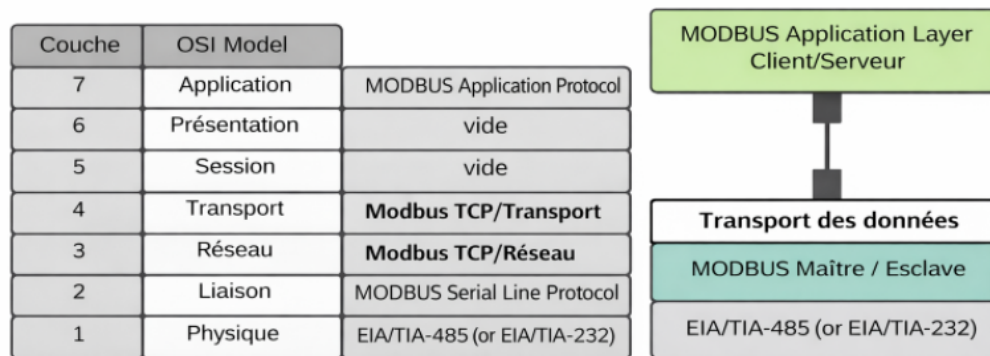 Couche OSI Model
7 Application MODBUS Application Protocol
6 Présentation vide
5 Session vide
4 Transport Modbus TCP/Transport
3 Réseau Modbus TCP/Réseau
2 Liaison MODBUS Serial Line Protocol
1 Physique EIA/TIA-485 (or EIA/TIA-232)
MODBUS Application Layer
Client/Serveur
Transport des données
MODBUS Maître / Esclave
EIA/TIA-485 (or EIA/TIA-232)